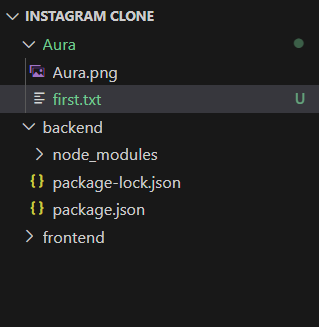 INSTAGRAM CLONE
Aura
Aura.png
first.txt U
backend
node_modules
{} package-lock.json
{} package.json
frontend